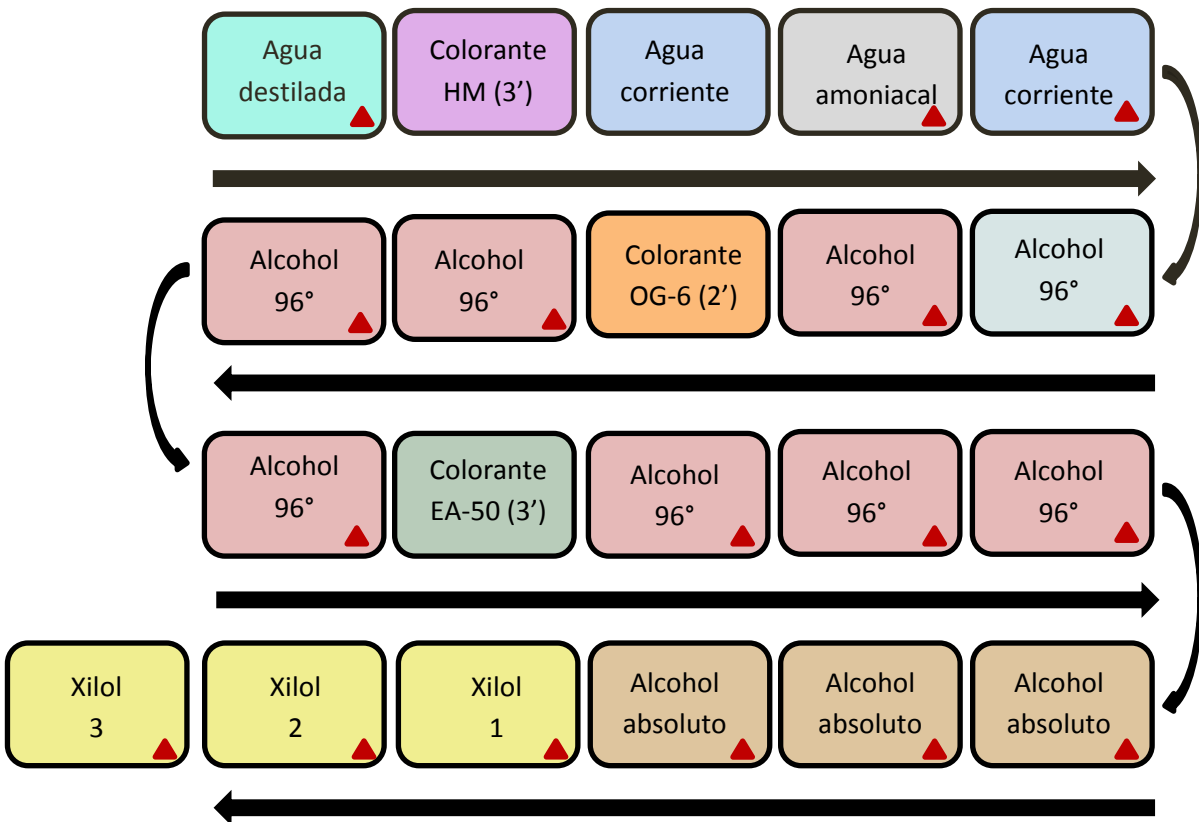 Agua
destilada
Colorante
HM (3’)
Agua
corriente
Agua
amoniacal
Agua
corriente
Alcohol
96°
Alcohol
96°
Colorante
OG-6 (2’)
Alcohol
96°
Alcohol
96°
Alcohol
96°
Colorante
EA-50 (3’)
Alcohol
96°
Alcohol
96°
Alcohol
96°
Xilol
3
Xilol
2
Xilol
1
Alcohol
absoluto
Alcohol
absoluto
Alcohol
absoluto